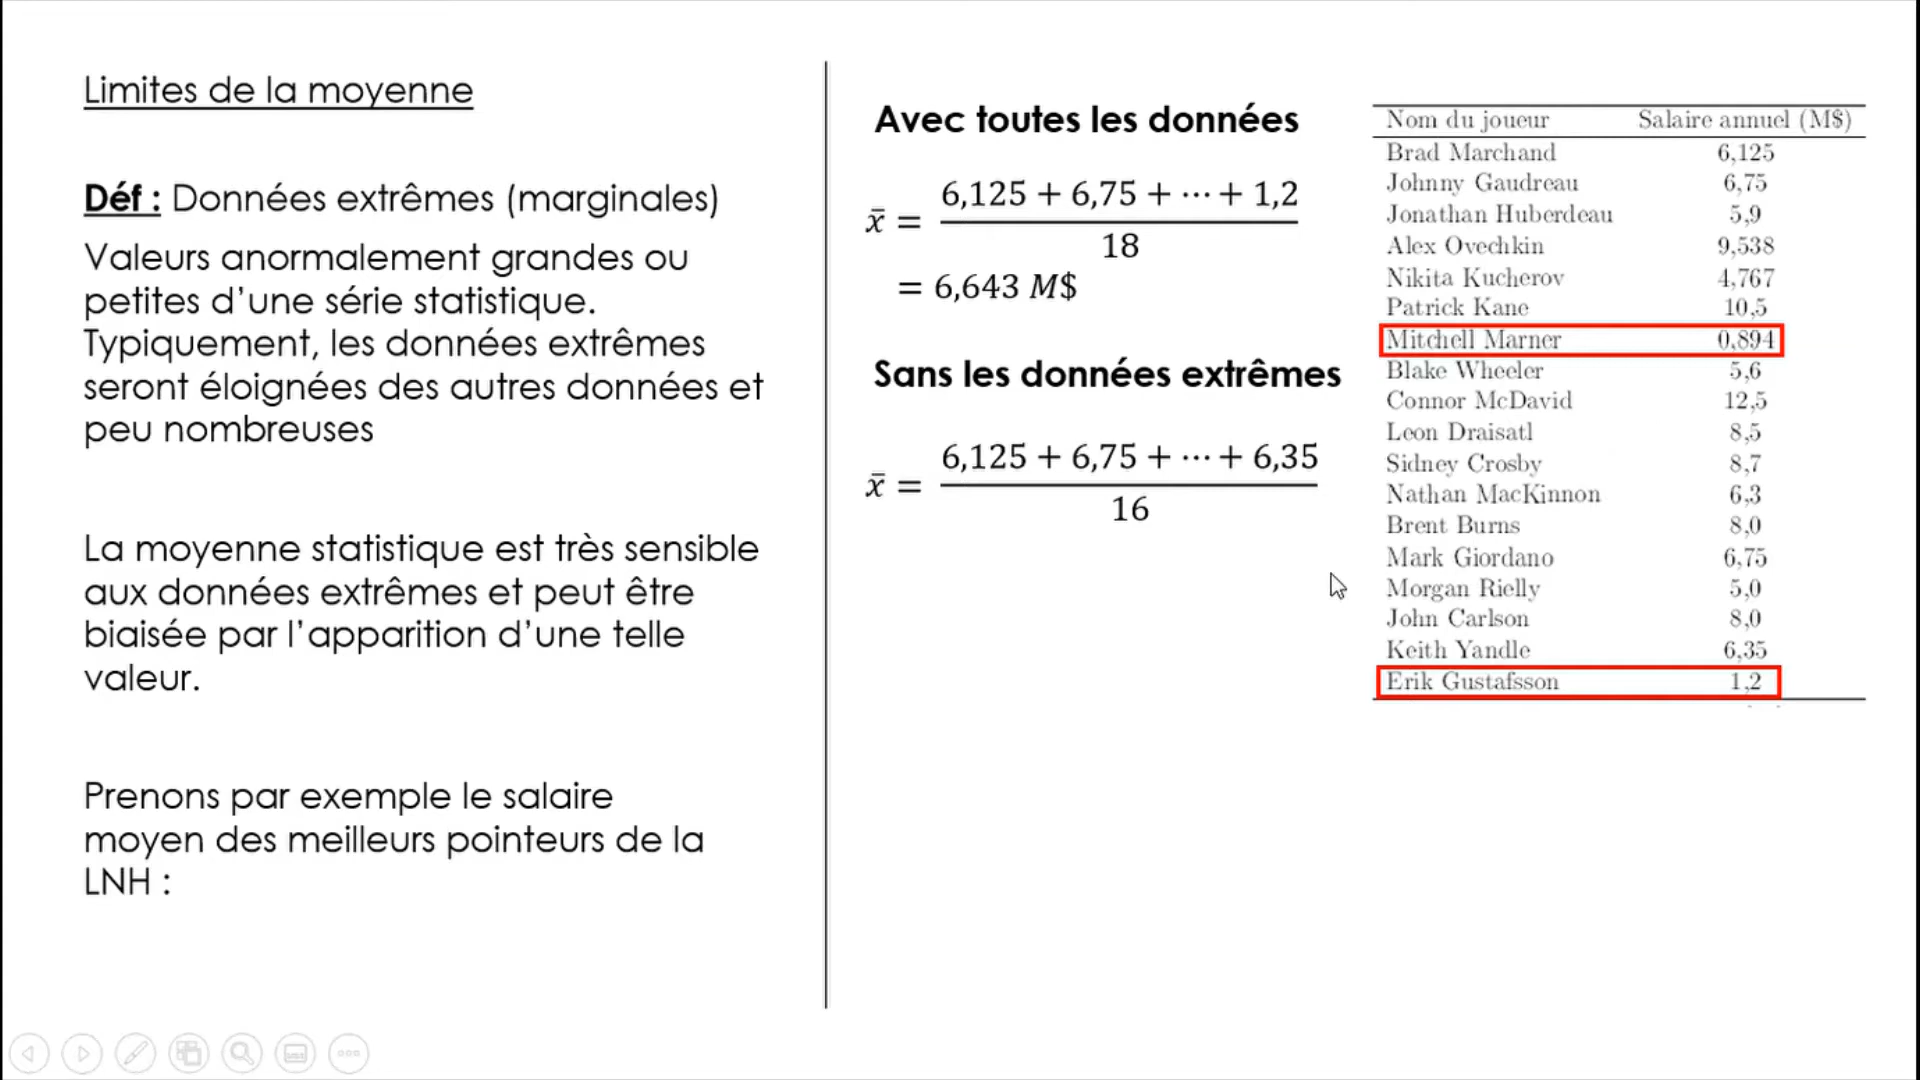 Limites de la moyenne
Déf : Données extrêmes (marginales)
Valeurs anormalement grandes ou
petites d’une série statistique.
Typiquement, les données extrêmes
seront éloignées des autres données et
peu nombreuses
La moyenne statistique est très sensible
aux données extrêmes et peut être
biaisée par l’apparition d’une telle
valeur.
Prenons par exemple le salaire
moyen des meilleurs pointeurs de la
LNH :
Avec toutes les données
6,125 + 6,75 + ⋯ + 1,2
x̄ =
18
= 6,643 M$
Sans les données extrêmes
6,125 + 6,75 + ⋯ + 6,35
x̄ =
16
Nom du joueur Salaire annuel (M$)
Brad Marchand 6,125
Johnny Gaudreau 6,75
Jonathan Huberdeau 5,9
Alex Ovechkin 9,538
Nikita Kucherov 4,767
Patrick Kane 10,5
Mitchell Marner 0,894
Blake Wheeler 5,6
Connor McDavid 12,5
Leon Draisatl 8,5
Sidney Crosby 8,7
Nathan MacKinnon 6,3
Brent Burns 8,0
Mark Giordano 6,75
Morgan Rielly 5,0
John Carlson 8,0
Keith Yandle 6,35
Erik Gustafsson 1,2